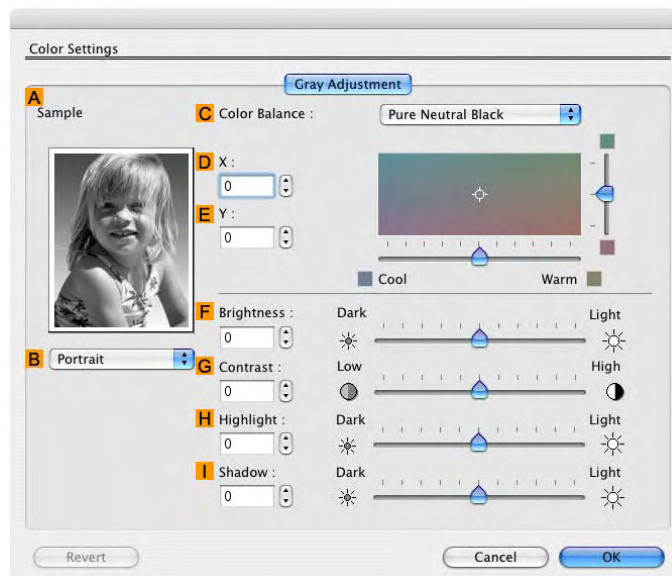 Color Settings
Gray Adjustment
A
Sample
C Color Balance : Pure Neutral Black
D X :
0
E Y :
0
Cool Warm
F Brightness : Dark Light
0
B Portrait
G Contrast : Low High
0
H Highlight : Dark Light
0
I Shadow : Dark Light
0
Revert Cancel OK